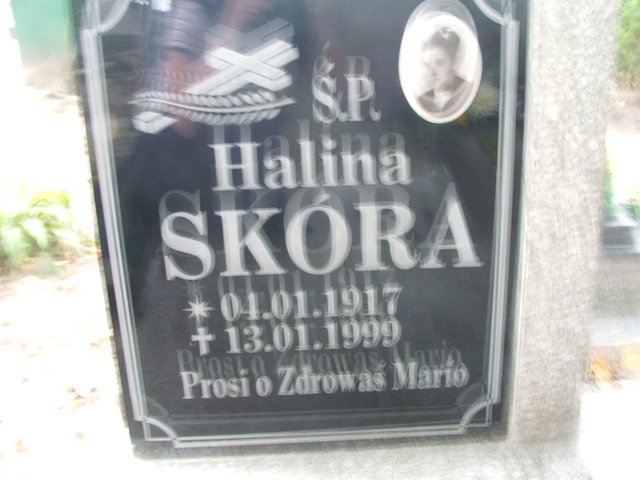 Ś.P.
Halina
SKÓRA
✴ 04.01.1917
✝ 13.01.1999
Prosi o Zdrowaś Mario